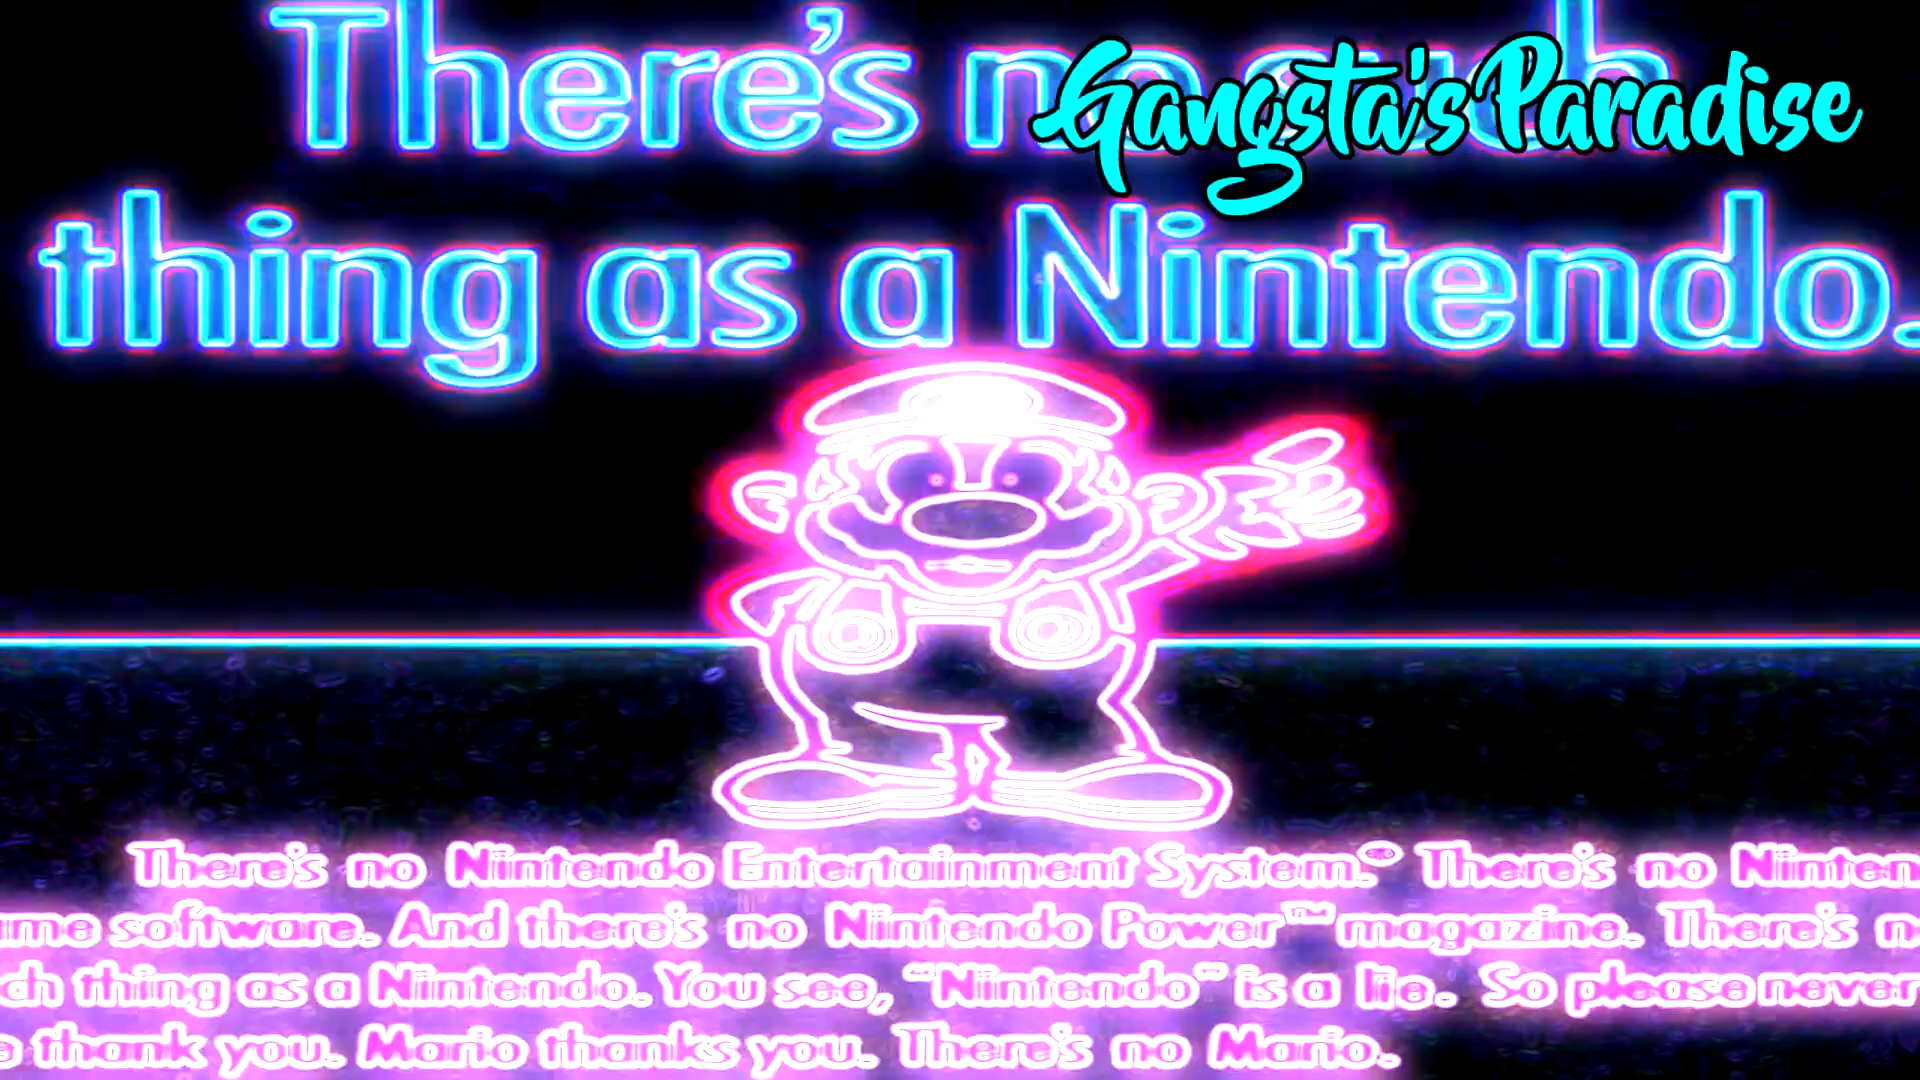 There's no such
Gangsta's Paradise
thing as a Nintendo.
There's no Nintendo Entertainment System.® There's no Ninten
me software. And there's no Nintendo Power™ magazine. There's n
ch thing as a Nintendo. You see, "Nintendo" is a lie. So please never
thank you. Mario thanks you. There's no Mario.